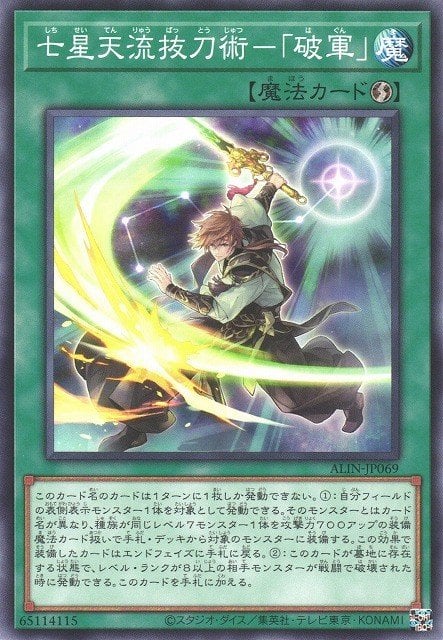 七星天流抜刀術－「破軍」
魔
【魔法カード】
ALIN-JP069
このカード名のカードは1ターンに1枚しか発動できない。①：自分フィールド
の表側表示モンスター1体を対象として発動できる。そのモンスターとはカード
名が異なり、種族が同じレベル7モンスター1体を攻撃力700アップの装備
魔法カード扱いで手札・デッキから対象のモンスターに装備する。この効果で
装備したカードはエンドフェイズに手札に戻る。②：このカードが墓地に存在
する状態で、レベル・ランクが8以上の相手モンスターが戦闘で破壊された
時に発動できる。このカードを手札に加える。
65114115
©スタジオ・ダイス/集英社・テレビ東京・KONAMI